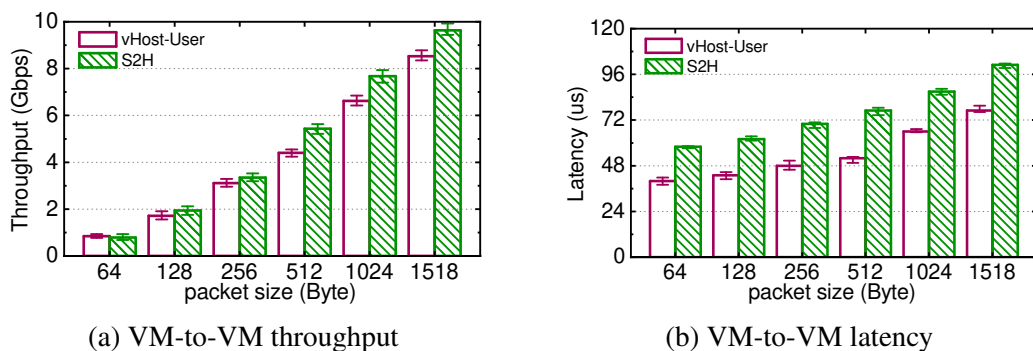 10
8
6
4
2
0
Throughput (Gbps)
vHost-User
S2H
64 128 256 512 1024 1518
packet size (Byte)
(a) VM-to-VM throughput
120
96
72
48
24
0
Latency (us)
vHost-User
S2H
64 128 256 512 1024 1518
packet size (Byte)
(b) VM-to-VM latency